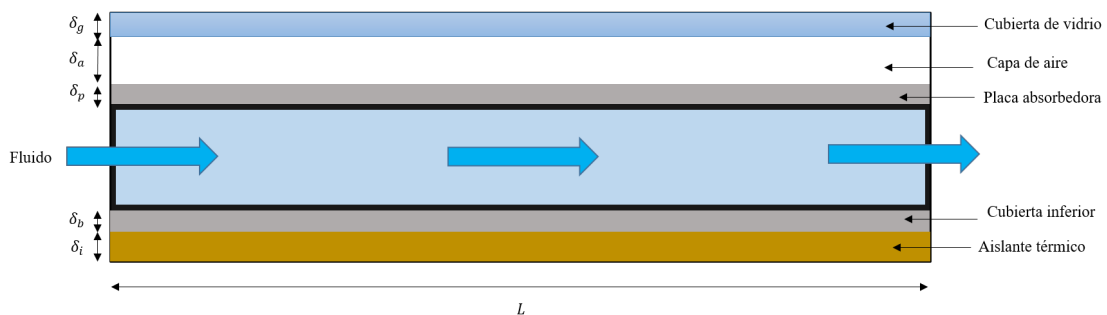 δg
Cubierta de vidrio
δa
Capa de aire
δp
Placa absorbedora
Fluido
δb
Cubierta inferior
δi
Aislante térmico
L